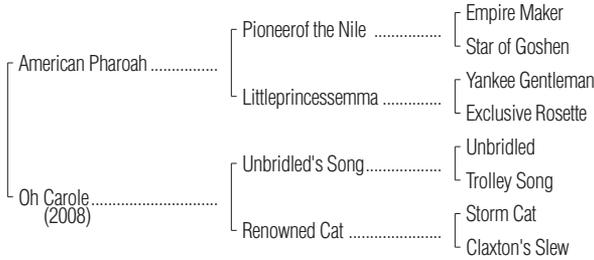 Empire Maker
Pioneerof the Nile ................
Star of Goshen
American Pharoah ................
Yankee Gentleman
Littleprincessemma ..............
Exclusive Rosette
Unbridled
Unbridled's Song..................
Trolley Song
Oh Carole..............................
(2008)
Storm Cat
Renowned Cat ......................
Claxton's Slew